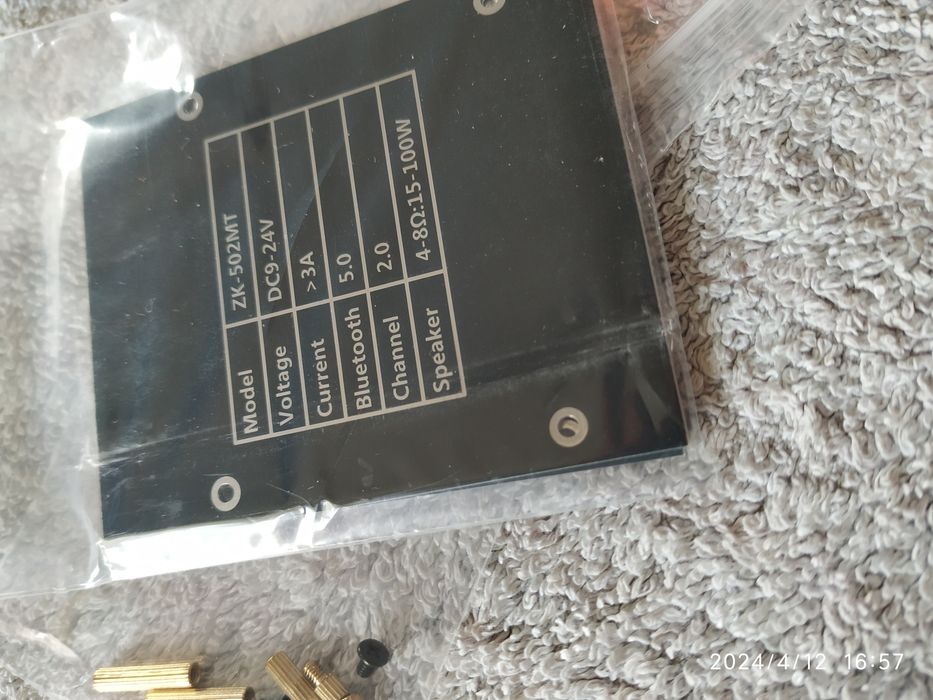 Model ZK-502MT
Voltage DC9-24V
Current >3A
Bluetooth 5.0
Channel 2.0
Speaker 4-8Ω:15-100W
2024/4/12 16:57